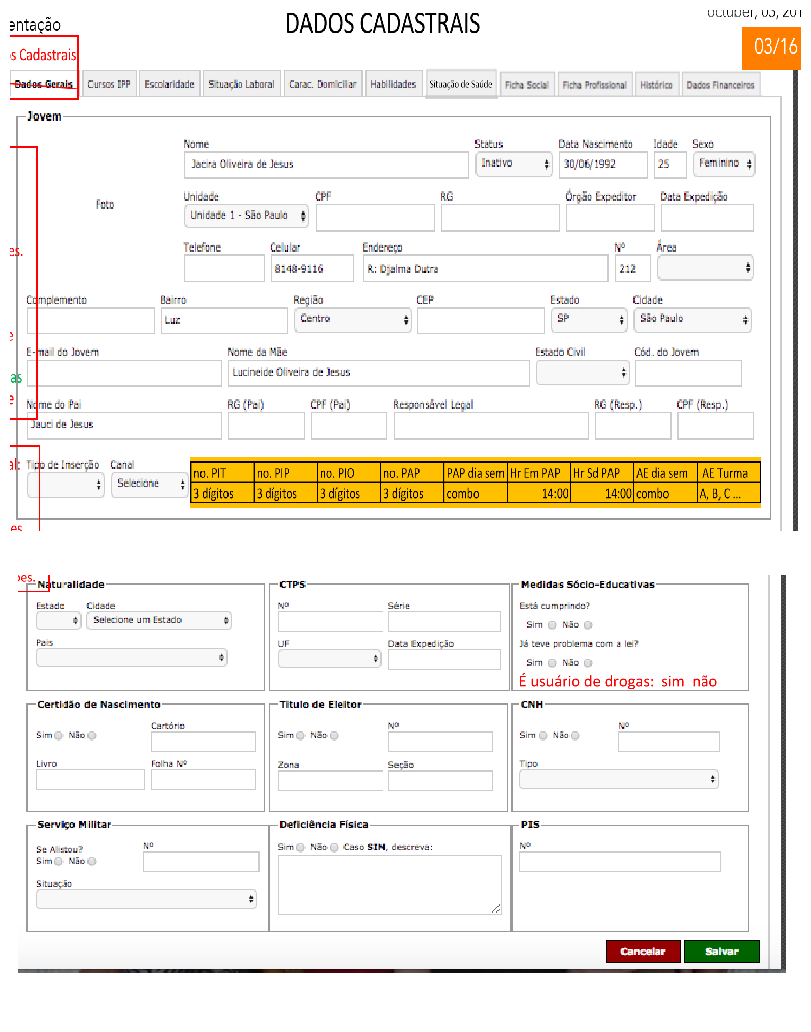 entação
DADOS CADASTRAIS
october, 03, 201
03/16
s Cadastrais
Dados Gerais Cursos IPP Escolaridade Situação Laboral Carac. Domiciliar Habilidades Situação de Saúde Ficha Social Ficha Profissional Histórico Dados Financeiros
Jovem
Nome Status Data Nascimento Idade Sexo
Jacira Oliveira de Jesus Inativo 30/06/1992 25 Feminino
Foto
Unidade CPF RG Órgão Expeditor Data Expedição
Unidade 1 - São Paulo
es.
Telefone Celular Endereço Nº Área
8148-9116 R: Djalma Dutra 212
Complemento Bairro Região CEP Estado Cidade
Luz Centro SP São Paulo
e
E-mail do Jovem Nome da Mãe Estado Civil Cód. do Jovem
Lucineide Oliveira de Jesus
as
e
Nome do Pai RG (Pai) CPF (Pai) Responsável Legal RG (Resp.) CPF (Resp.)
Jauci de Jesus
al:
Tipo de Inserção Canal
Selecione
no. PIT no. PIP no. PIO no. PAP PAP dia sem Hr Em PAP Hr Sd PAP AE dia sem AE Turma
3 dígitos 3 dígitos 3 dígitos 3 dígitos combo 14:00 14:00 combo A, B, C ...
es
ões.
Naturalidade CTPS Medidas Sócio-Educativas
Estado Cidade Nº Série Está cumprindo?
Selecione um Estado Sim Não
País UF Data Expedição Já teve problema com a lei?
Sim Não
É usuário de drogas: sim não
Certidão de Nascimento Título de Eleitor CNH
Cartório Nº Nº
Sim Não Sim Não Sim Não
Livro Folha Nº Zona Seção Tipo
Serviço Militar Deficiência Física PIS
Se Alistou? Nº Sim Não Caso SIM, descreva: Nº
Sim Não
Situação
Cancelar Salvar